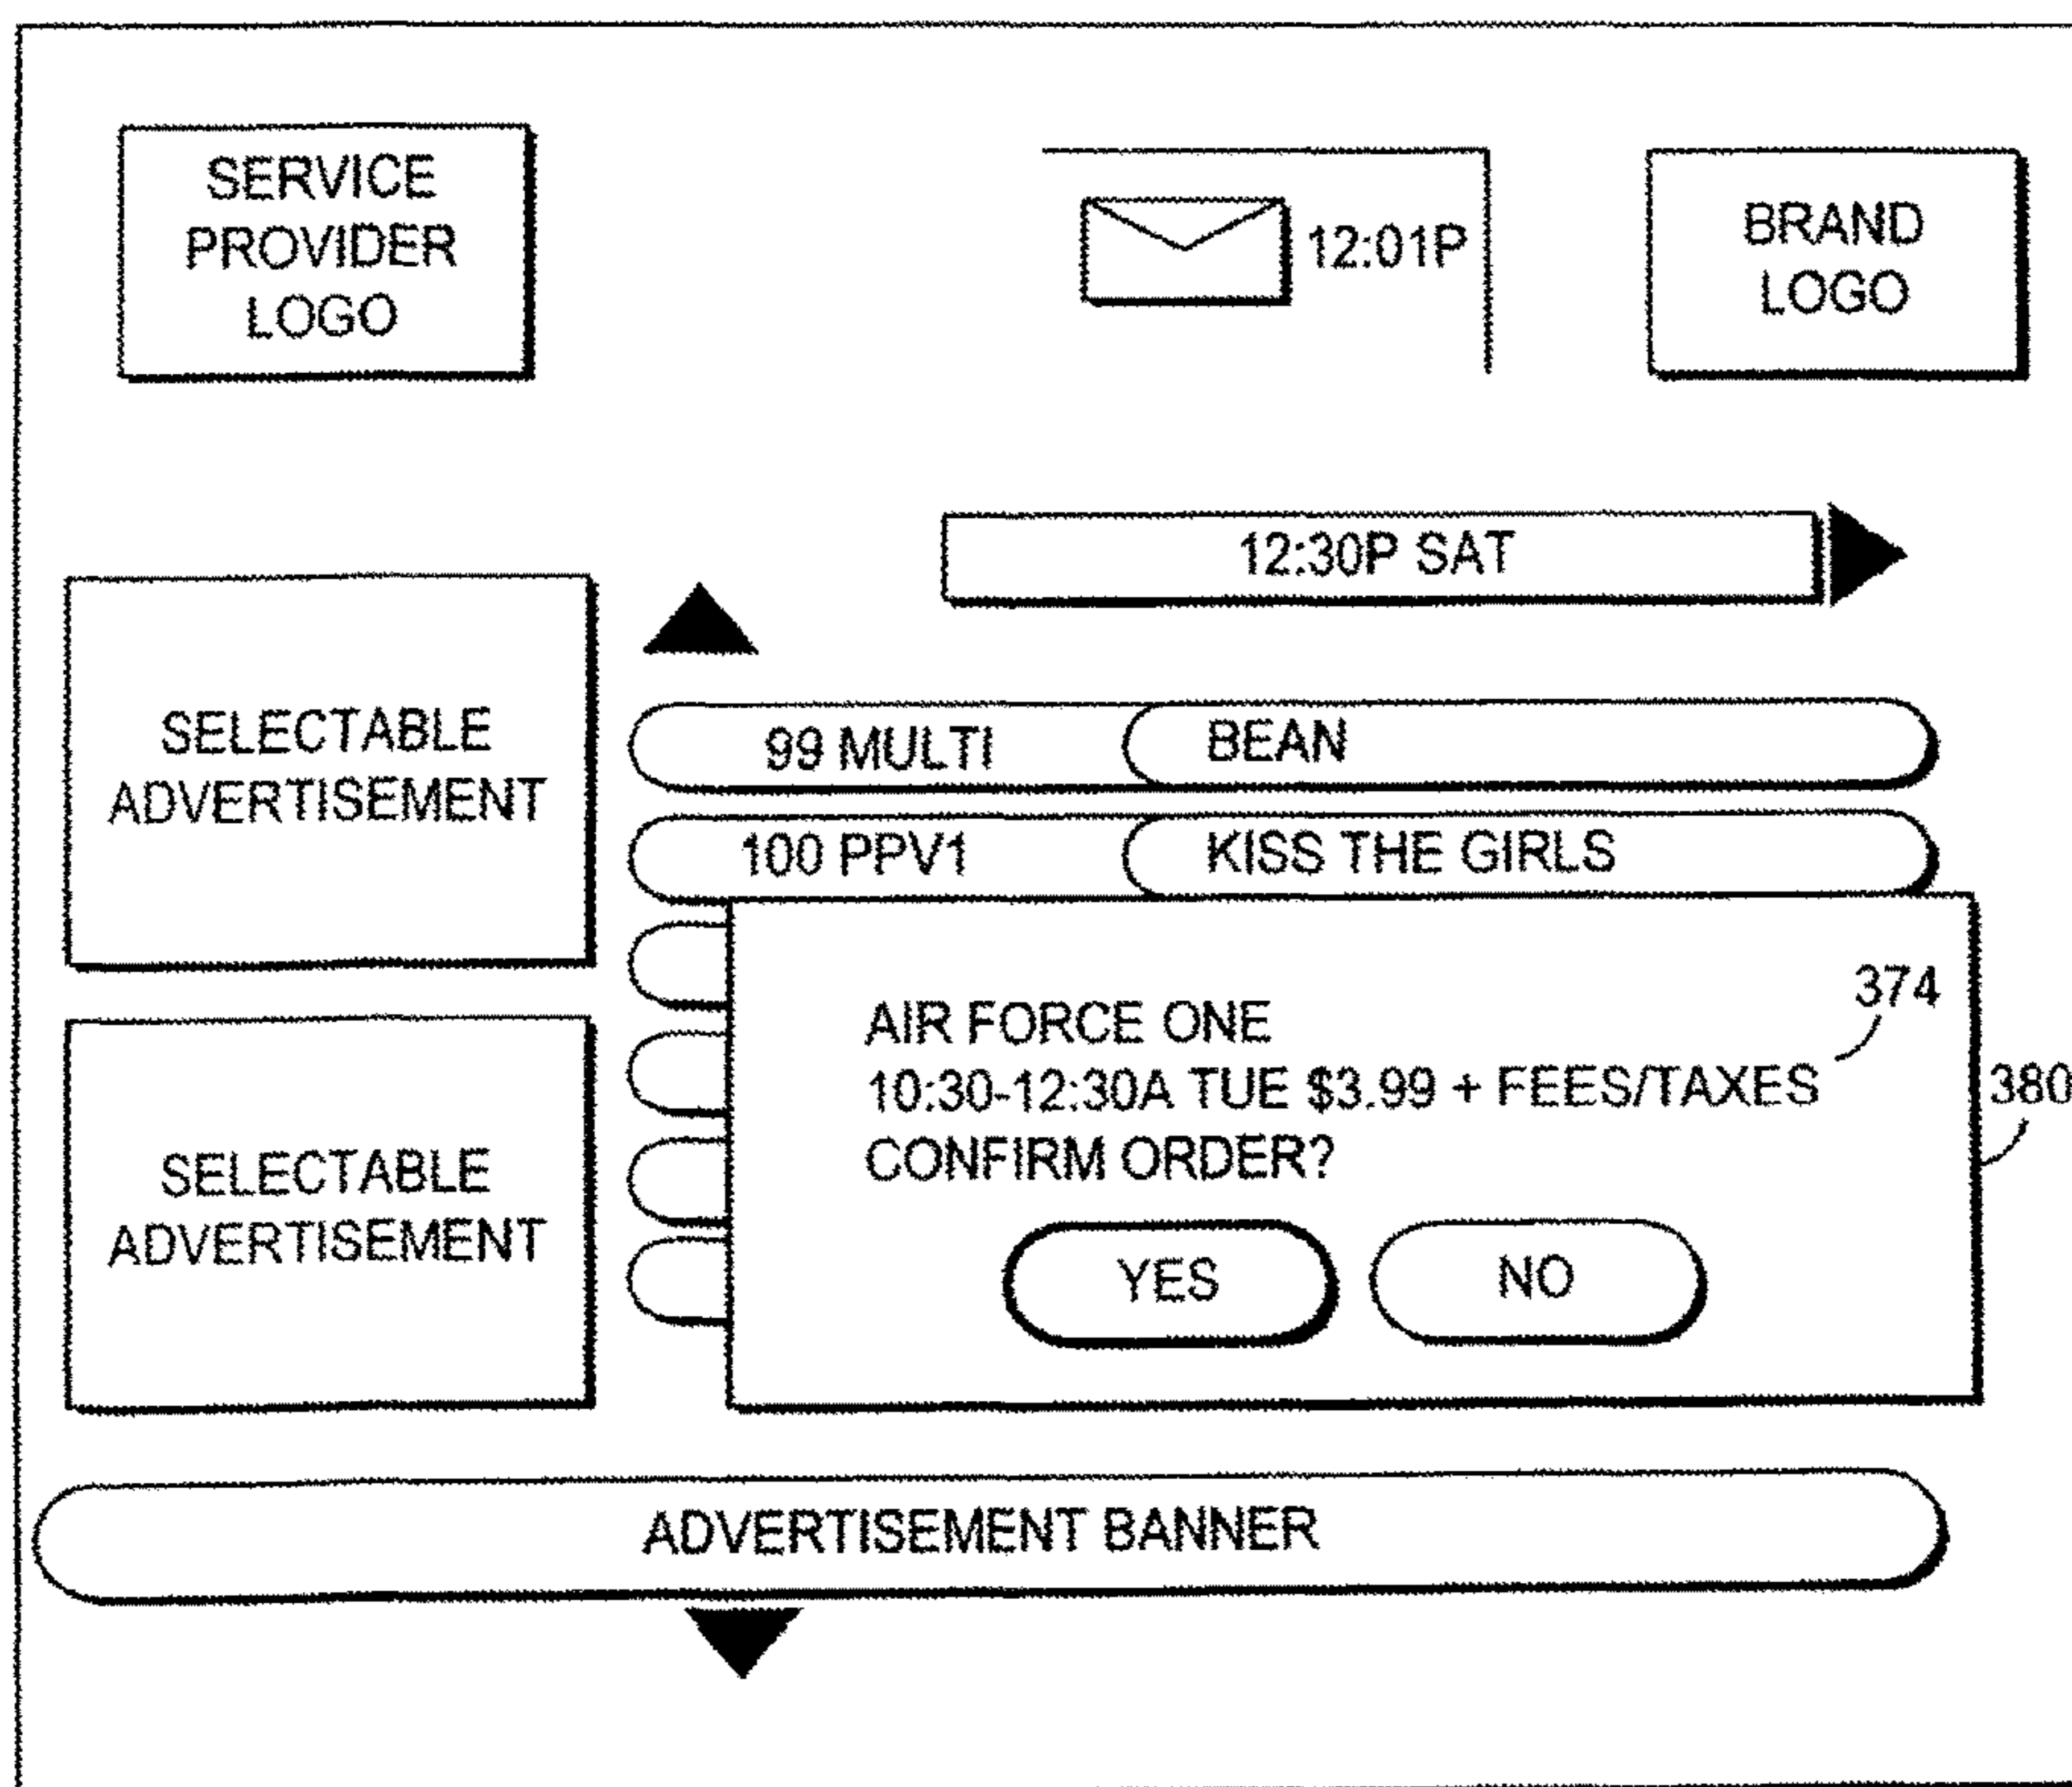 SERVICE
PROVIDER
LOGO
12:01P
BRAND
LOGO
12:30P SAT
SELECTABLE
ADVERTISEMENT
99 MULTI BEAN
100 PPV1 KISS THE GIRLS
374
AIR FORCE ONE
10:30-12:30A TUE $3.99 + FEES/TAXES
380
CONFIRM ORDER?
YES NO
SELECTABLE
ADVERTISEMENT
ADVERTISEMENT BANNER